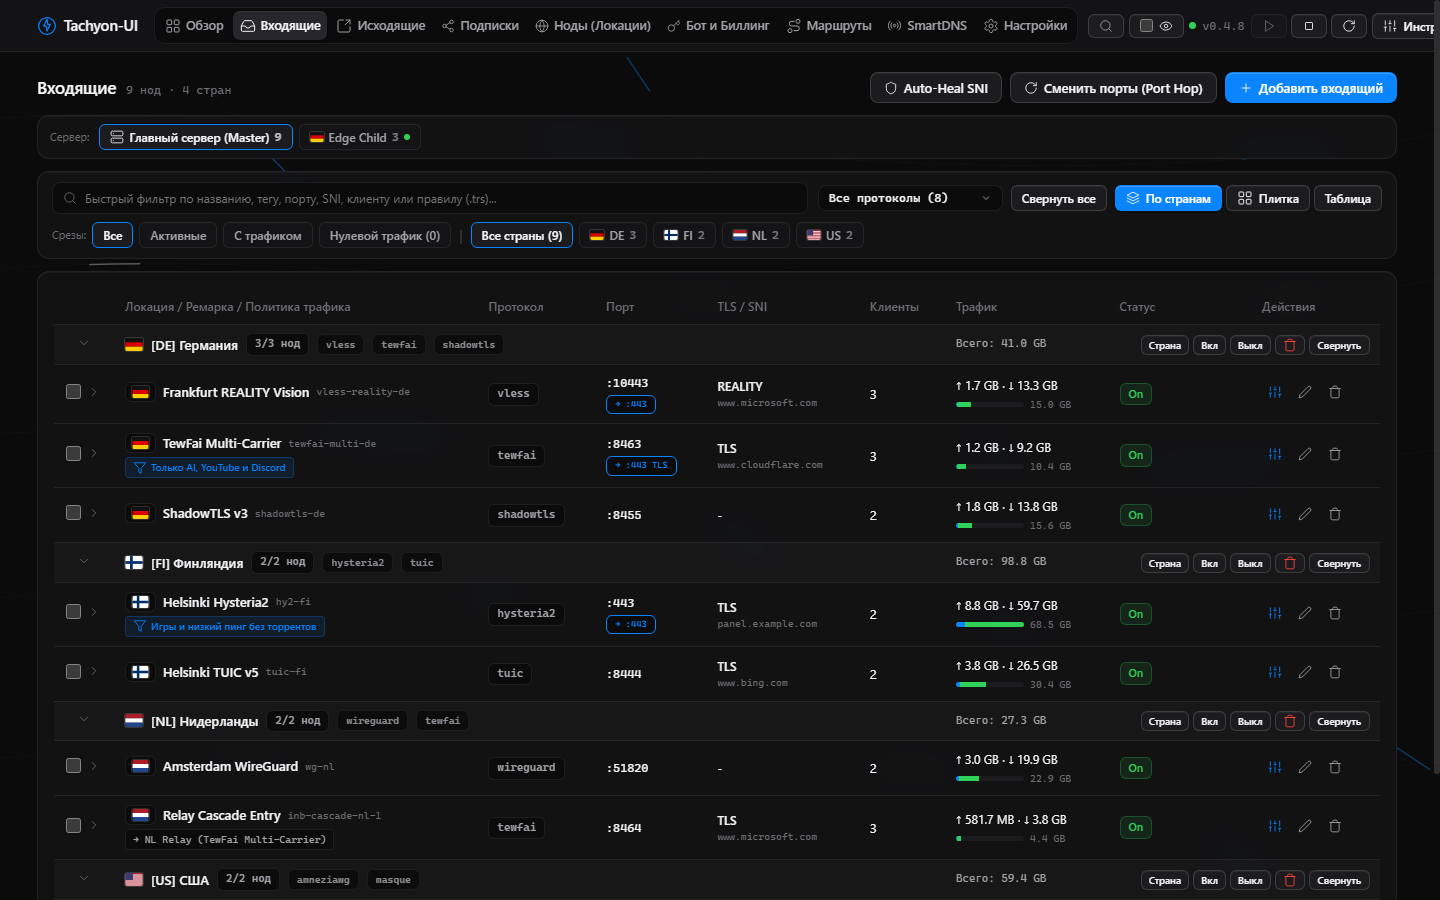 Tachyon-UI
Обзор
Входящие
Исходящие
Подписки
Ноды (Локации)
Бот и Биллинг
Маршруты
SmartDNS
Настройки
v0.4.8
Входящие 9 нод · 4 стран
Auto-Heal SNI
Сменить порты (Port Hop)
Добавить входящий
Сервер:
Главный сервер (Master) 9
Edge Child 3
Быстрый фильтр по названию, тегу, порту, SNI, клиенту или правилу (.trs)...
Все протоколы (8)
Свернуть все
По странам
Плитка
Таблица
Срезы:
Все
Активные
С трафиком
Нулевой трафик (0)
Все страны (9)
DE 3
FI 2
NL 2
US 2
Локация / Ремарка / Политика трафика
Протокол
Порт
TLS / SNI
Клиенты
Трафик
Статус
Действия
[DE] Германия 3/3 нод vless tewfai shadowtls
Всего: 41.0 GB
Страна Вкл Выкл Свернуть
Frankfurt REALITY Vision vless-reality-de
vless
:10443
→ :443
REALITY
www.microsoft.com
3
↑ 1.7 GB · ↓ 13.3 GB
15.0 GB
On
TewFai Multi-Carrier tewfai-multi-de
Только AI, YouTube и Discord
tewfai
:8463
→ :443 TLS
TLS
www.cloudflare.com
3
↑ 1.2 GB · ↓ 9.2 GB
10.4 GB
On
ShadowTLS v3 shadowtls-de
shadowtls
:8455
-
2
↑ 1.8 GB · ↓ 13.8 GB
15.6 GB
On
[FI] Финляндия 2/2 нод hysteria2 tuic
Всего: 98.8 GB
Страна Вкл Выкл Свернуть
Helsinki Hysteria2 hy2-fi
Игры и низкий пинг без торрентов
hysteria2
:443
→ :443
TLS
panel.example.com
2
↑ 8.8 GB · ↓ 59.7 GB
68.5 GB
On
Helsinki TUIC v5 tuic-fi
tuic
:8444
TLS
www.bing.com
2
↑ 3.8 GB · ↓ 26.5 GB
30.4 GB
On
[NL] Нидерланды 2/2 нод wireguard tewfai
Всего: 27.3 GB
Страна Вкл Выкл Свернуть
Amsterdam WireGuard wg-nl
wireguard
:51820
-
2
↑ 3.0 GB · ↓ 19.9 GB
22.9 GB
On
Relay Cascade Entry inb-cascade-nl-1
→ NL Relay (TewFai Multi-Carrier)
tewfai
:8464
TLS
www.microsoft.com
3
↑ 581.7 MB · ↓ 3.8 GB
4.4 GB
On
[US] США 2/2 нод amneziawg masque
Всего: 59.4 GB
Страна Вкл Выкл Свернуть